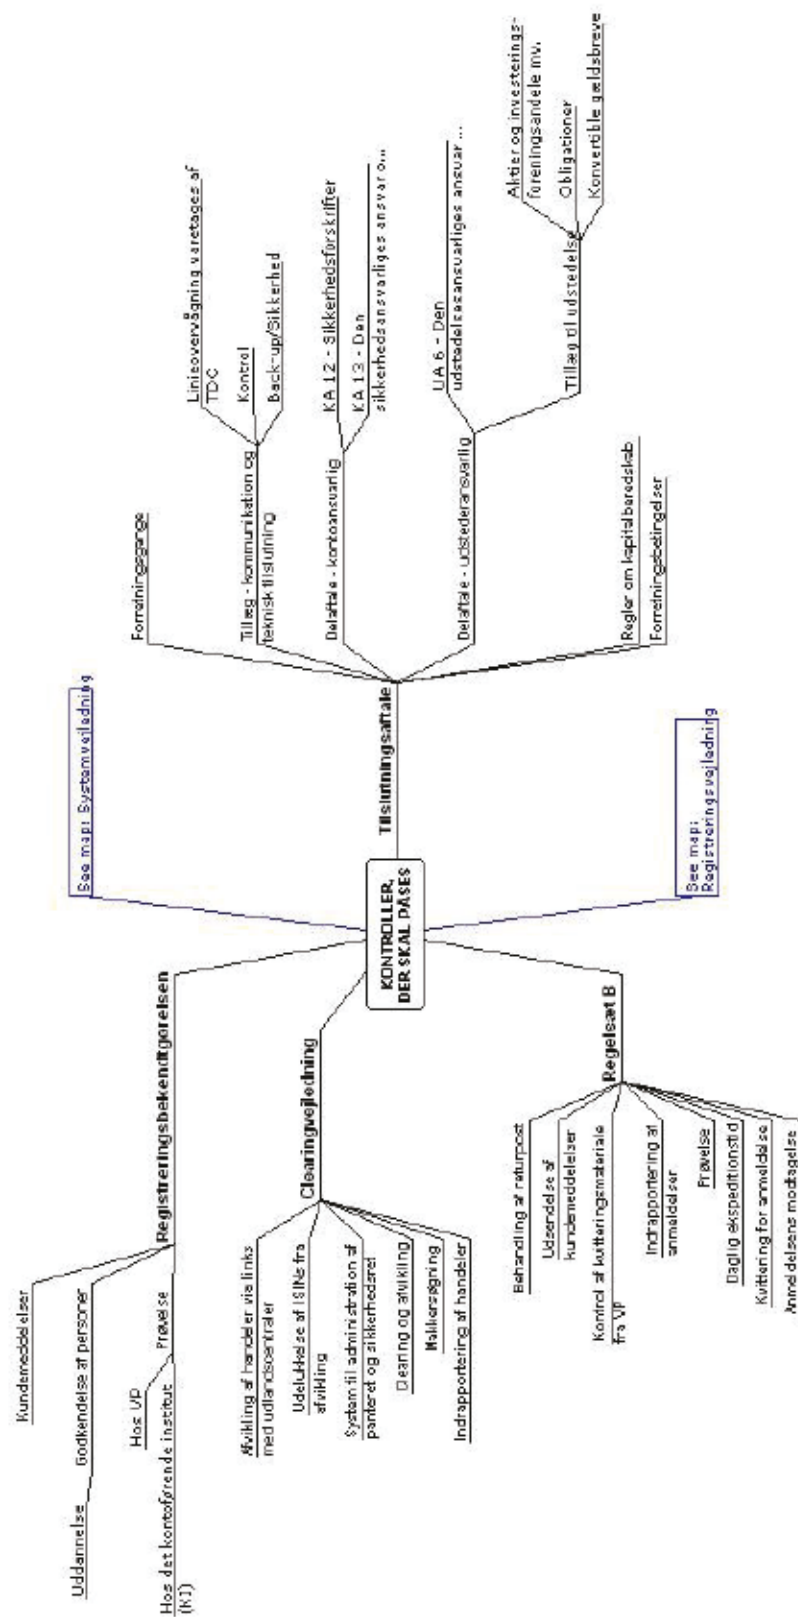 KONTROLLER,
DER SKAL PÅSES
See map: Systemvejledning
Tilslutningsaftale
Forretningsgange
Tillæg - kommunikation og
teknisk tilslutning
Linieovervågning varetages af
TDC
Kontrol
Back-up/Sikkerhed
Delaftale - kontoansvarlig
KA 12 - Sikkerhedsforskrifter
KA 13 - Den
sikkerhedsansvarliges ansvar o...
Delaftale - udstederansvarlig
UA 6 - Den
udstedelsesansvarliges ansvar ...
Tillæg til udstedelse
Aktier og investerings-
foreningsandele mv.
Obligationer
Konvertible gældsbreve
Regler om kapitalberedskab
Forretningsbetingelser
See map:
Registreringsvejledning
Registreringsbekendtgørelsen
Kundemeddelelser
Godkendelse af personer
Uddannelse
Prøvelse
Hos VP
Hos det kontoførende institut
(KI)
Clearingvejledning
Afvikling af handeler via links
med udlandscentraler
Udelukkelse af ISINs fra
afvikling
System til administration af
panteret og sikkerhedsret
Clearing og afvikling
Makkersøgning
Indrapportering af handeler
Regelsæt B
Behandling af returpost
Udsendelse af
kundemeddelelser
Kontrol af kvitteringsmateriale
fra VP
Indrapportering af
anmeldelser
Prøvelse
Daglig ekspeditionstid
Kvittering for anmeldelse
Anmeldelsens modtagelse